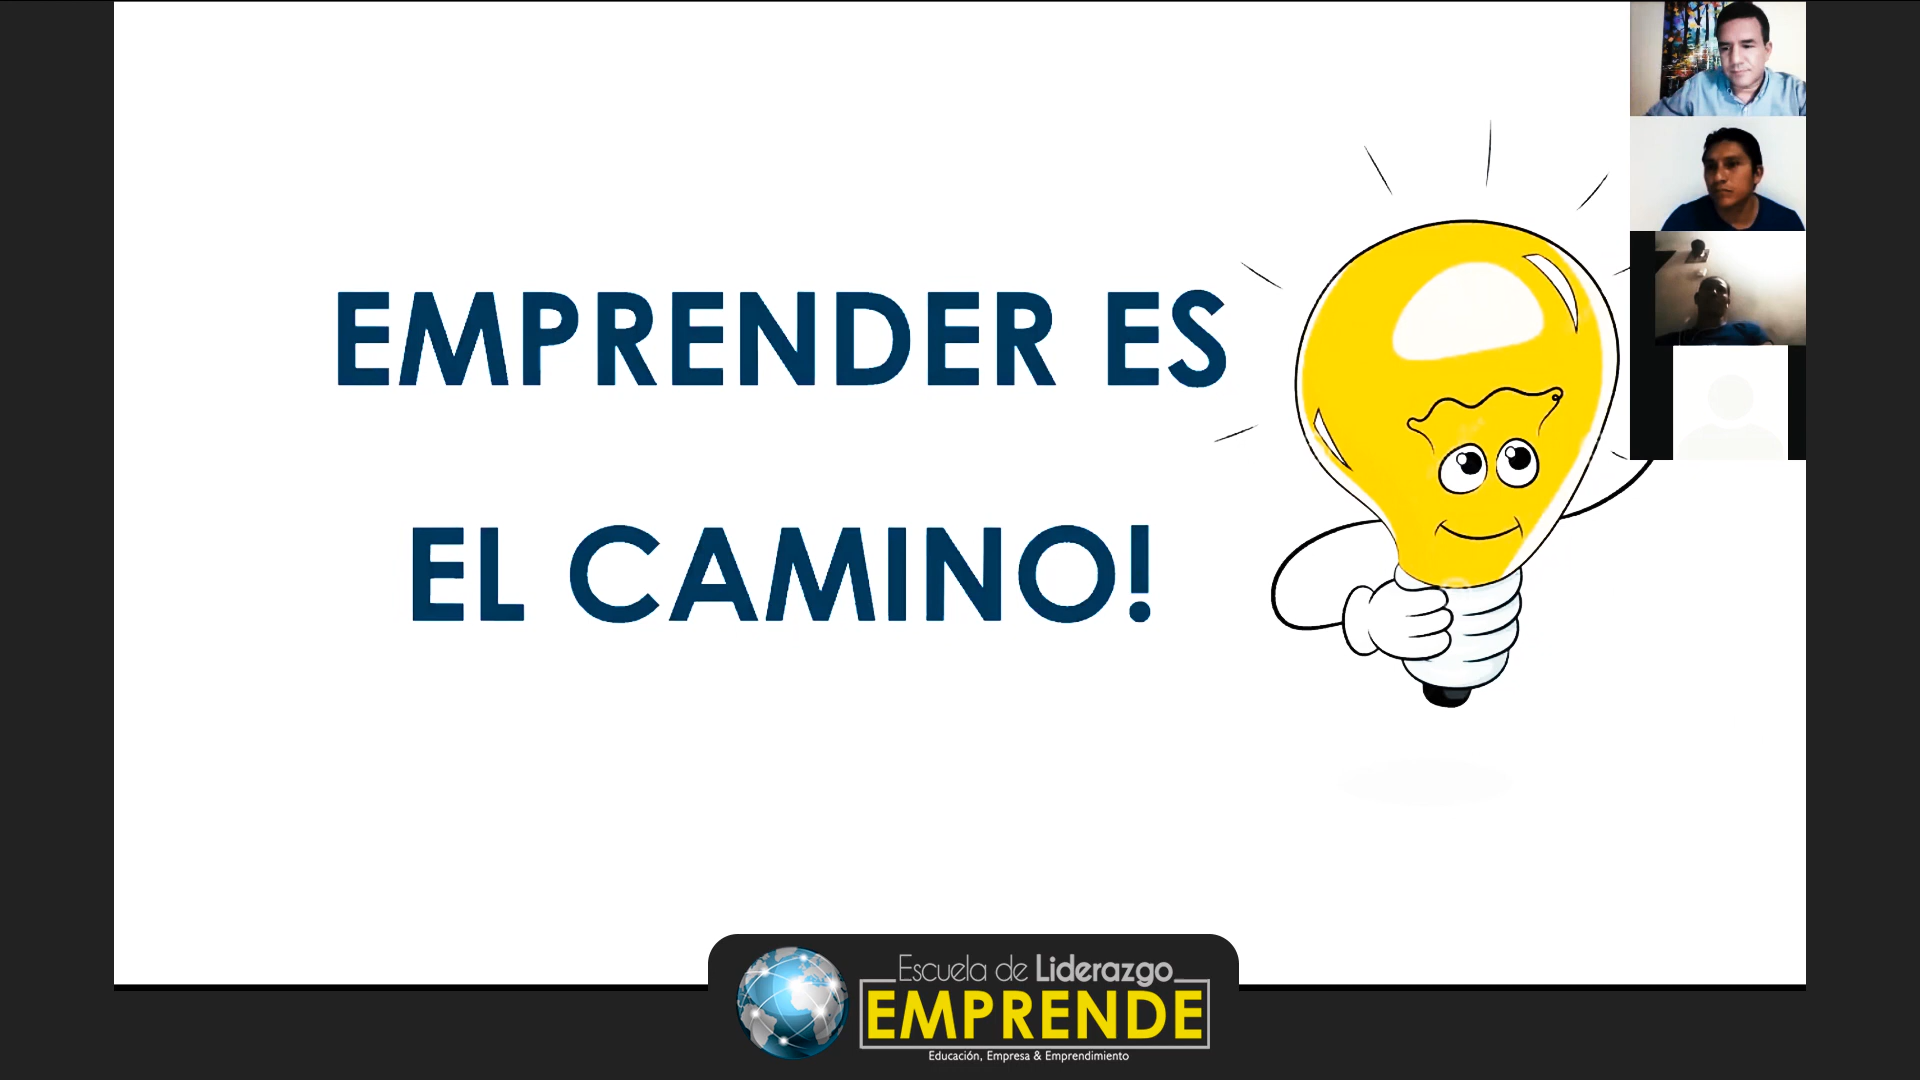 EMPRENDER ES
EL CAMINO!
Escuela de Liderazgo
EMPRENDE
Educación, Empresa & Emprendimiento